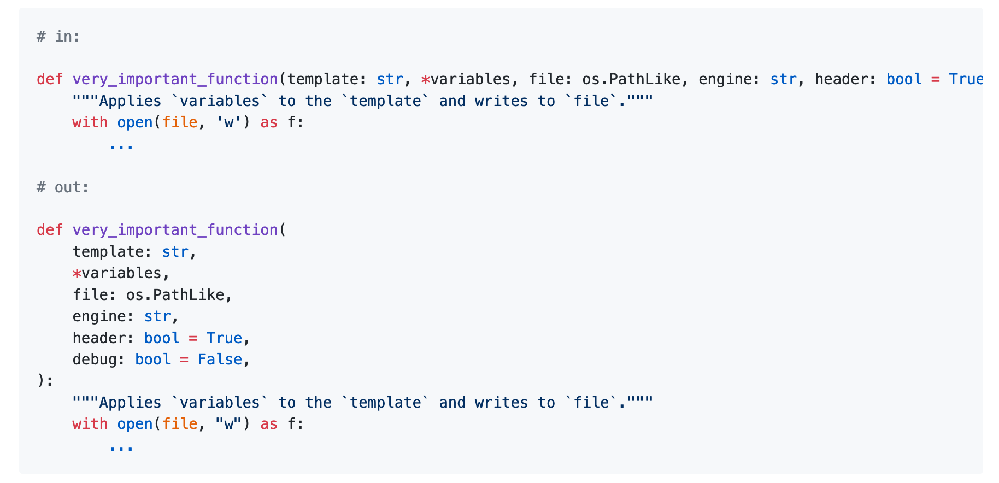 # in:
def very_important_function(template: str, *variables, file: os.PathLike, engine: str, header: bool = True
    """Applies `variables` to the `template` and writes to `file`."""
    with open(file, 'w') as f:
        ...
# out:
def very_important_function(
    template: str,
    *variables,
    file: os.PathLike,
    engine: str,
    header: bool = True,
    debug: bool = False,
):
    """Applies `variables` to the `template` and writes to `file`."""
    with open(file, "w") as f:
        ...